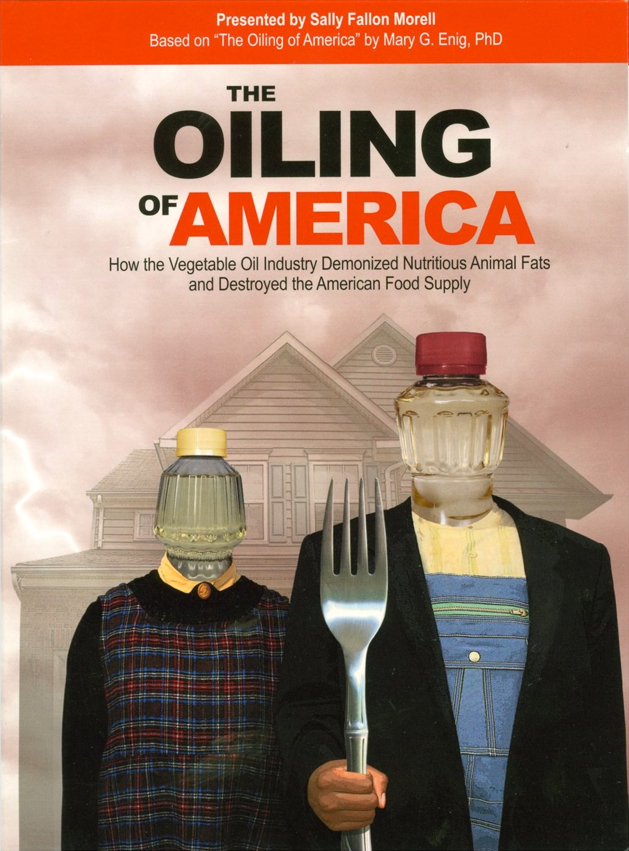 Presented by Sally Fallon Morell
Based on “The Oiling of America” by Mary G. Enig, PhD
THE
OILING
OF AMERICA
How the Vegetable Oil Industry Demonized Nutritious Animal Fats
and Destroyed the American Food Supply